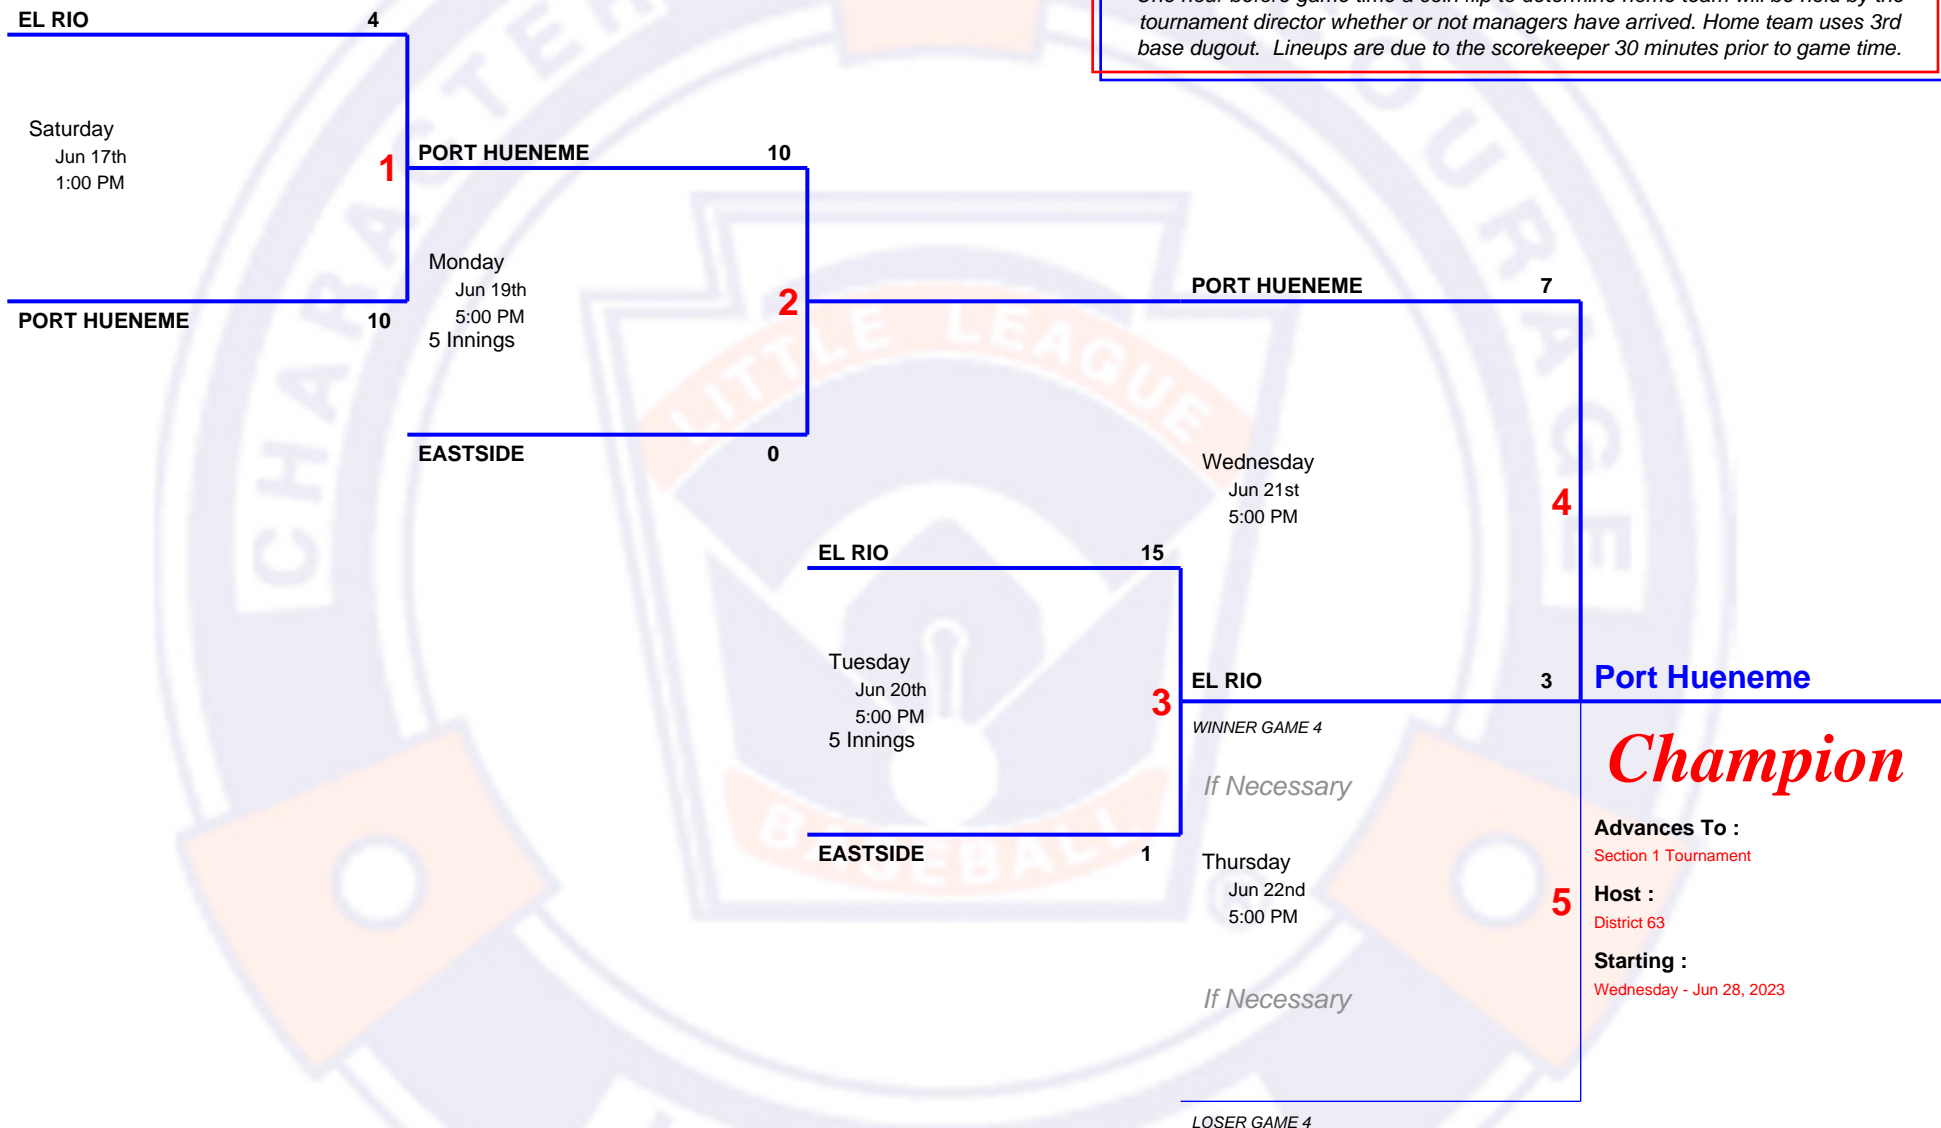 One hour before game time a coin flip to determine home team will be held by the
tournament director whether or not managers have arrived. Home team uses 3rd
base dugout. Lineups are due to the scorekeeper 30 minutes prior to game time.
EL RIO 4
Saturday
Jun 17th
1:00 PM
1
PORT HUENEME 10
PORT HUENEME 10
Monday
Jun 19th
5:00 PM
5 Innings
2
EASTSIDE 0
PORT HUENEME 7
Wednesday
Jun 21st
5:00 PM
4
EL RIO 15
Tuesday
Jun 20th
5:00 PM
5 Innings
3
EASTSIDE 1
EL RIO 3
WINNER GAME 4
If Necessary
Thursday
Jun 22nd
5:00 PM
5
If Necessary
LOSER GAME 4
Port Hueneme
Champion
Advances To :
Section 1 Tournament
Host :
District 63
Starting :
Wednesday - Jun 28, 2023
CHARACTER
COURAGE
LITTLE LEAGUE
BASEBALL
®